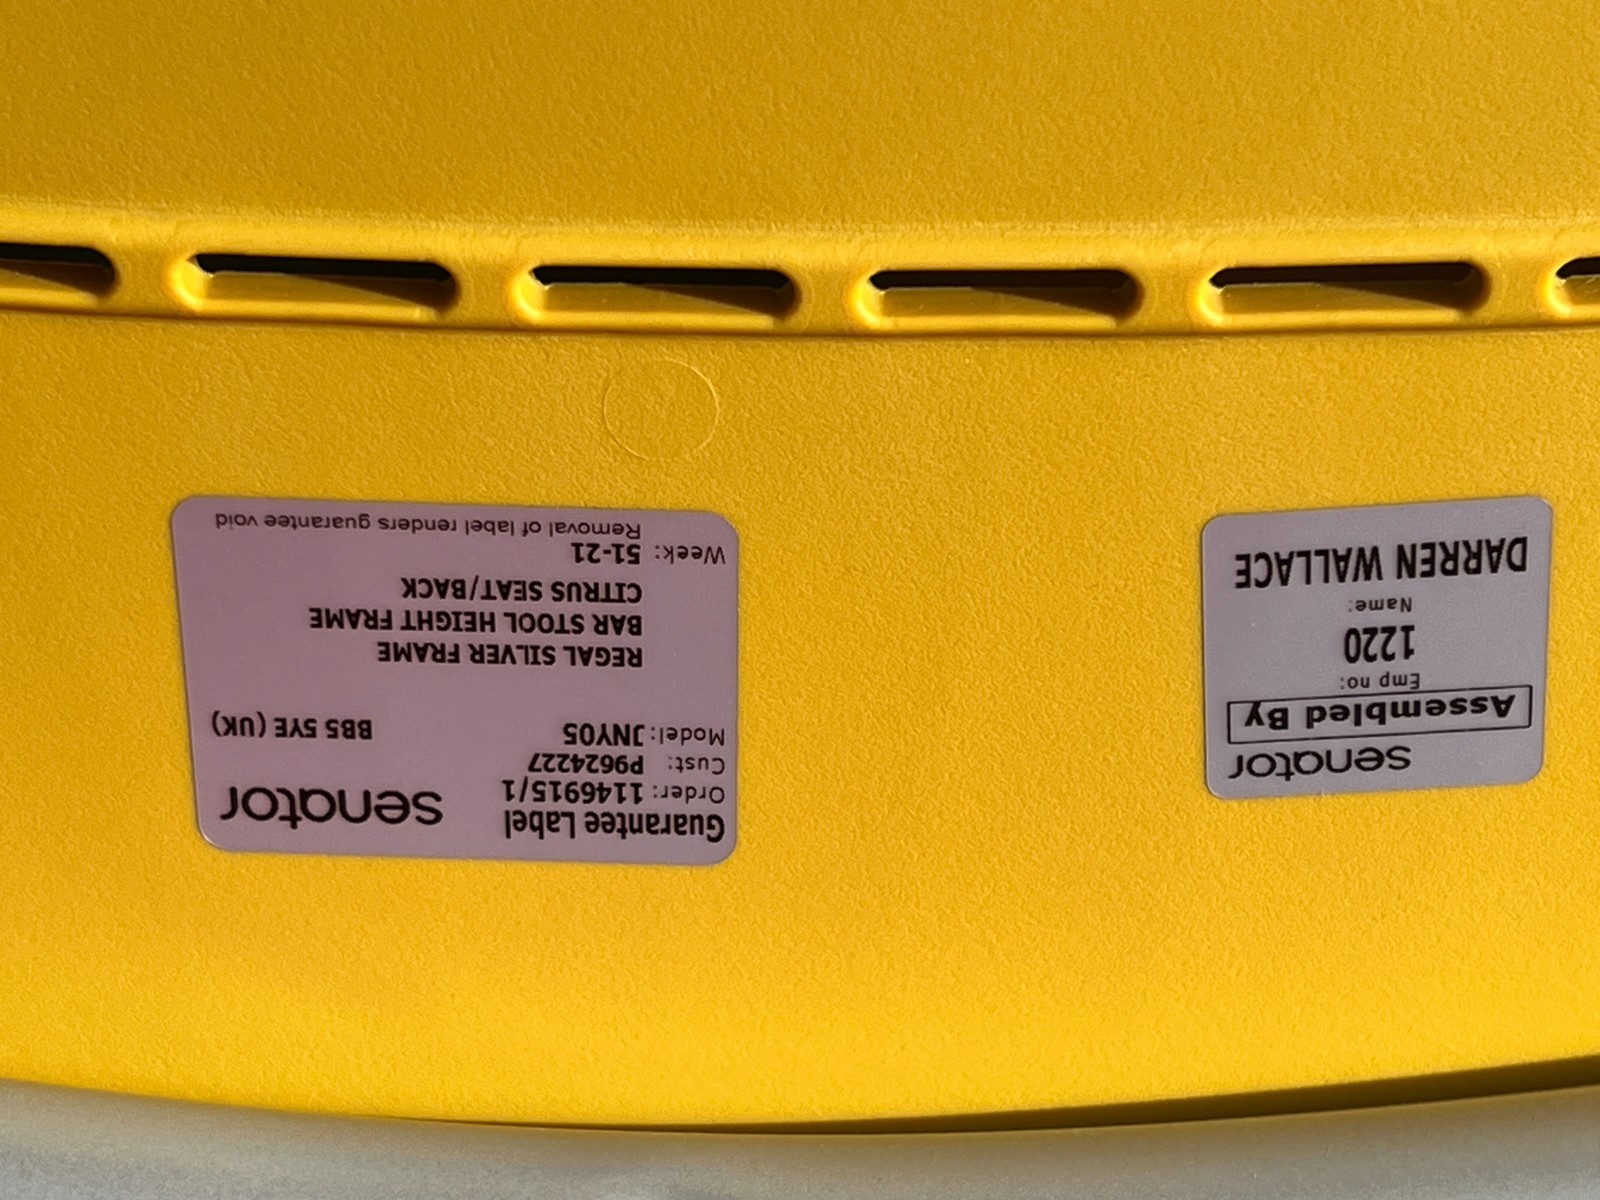 Guarantee Label
senator
Order: 1146915/1
Cust: P9624227
Model: JNY05
BB5 5YE (UK)
REGAL SILVER FRAME
BAR STOOL HEIGHT FRAME
CITRUS SEAT/BACK
Week: 51-21
Removal of label renders guarantee void
senator
Assembled By
Emp no:
1220
Name:
DARREN WALLACE